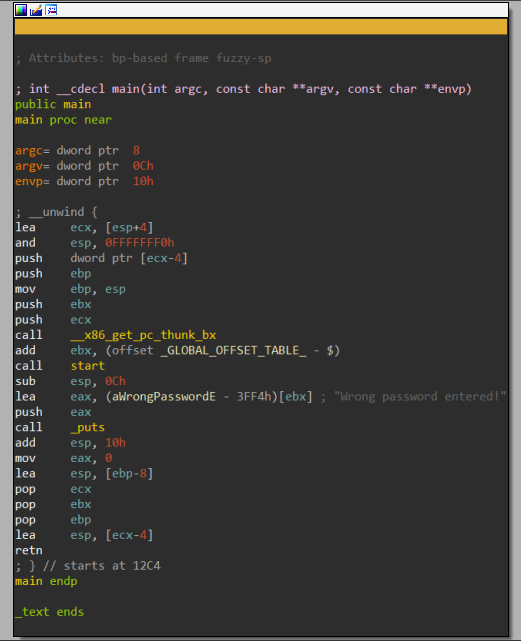 ; Attributes: bp-based frame fuzzy-sp
; int __cdecl main(int argc, const char **argv, const char **envp)
public main
main proc near
argc= dword ptr  8
argv= dword ptr  0Ch
envp= dword ptr  10h
; __unwind {
lea     ecx, [esp+4]
and     esp, 0FFFFFFF0h
push    dword ptr [ecx-4]
push    ebp
mov     ebp, esp
push    ebx
push    ecx
call    __x86_get_pc_thunk_bx
add     ebx, (offset _GLOBAL_OFFSET_TABLE_ - $)
call    start
sub     esp, 0Ch
lea     eax, (aWrongPasswordE - 3FF4h)[ebx] ; "Wrong password entered!"
push    eax
call    _puts
add     esp, 10h
mov     eax, 0
lea     esp, [ebp-8]
pop     ecx
pop     ebx
pop     ebp
lea     esp, [ecx-4]
retn
; } // starts at 12C4
main endp
_text ends